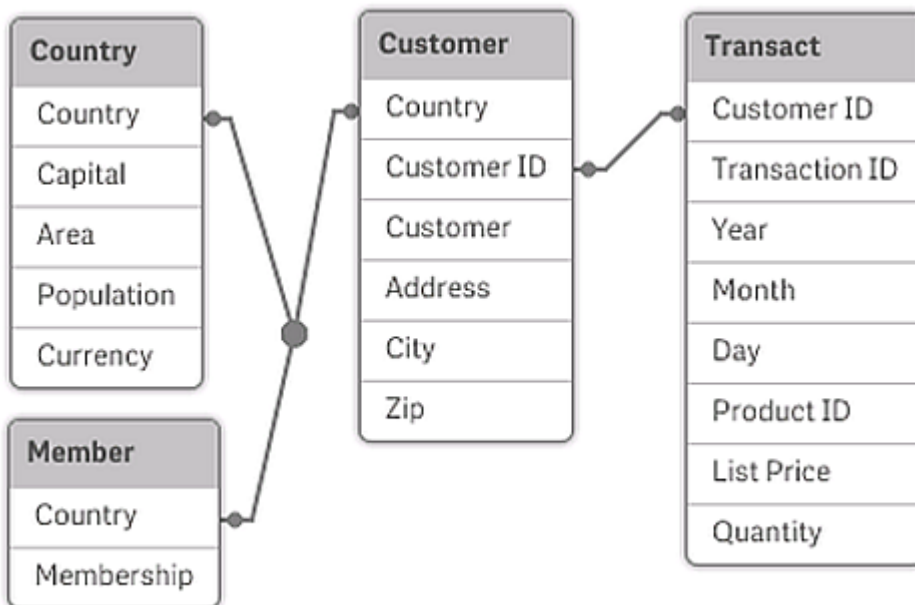 Country
Country
Capital
Area
Population
Currency
Member
Country
Membership
Customer
Country
Customer ID
Customer
Address
City
Zip
Transact
Customer ID
Transaction ID
Year
Month
Day
Product ID
List Price
Quantity